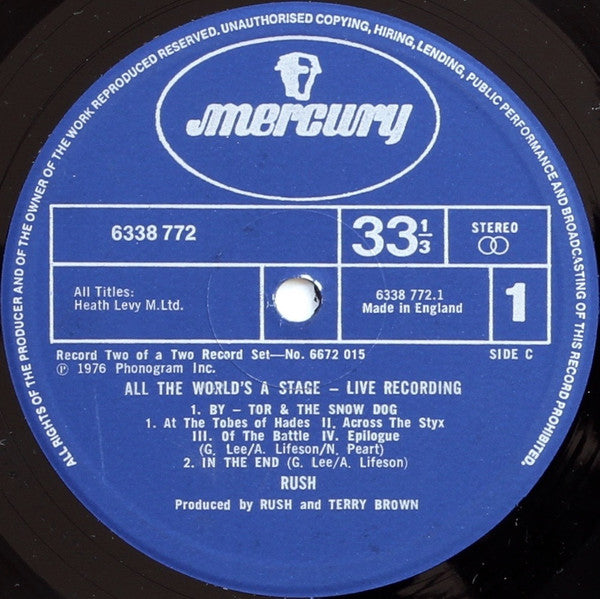 ALL RIGHTS OF THE PRODUCER AND OF THE OWNER OF THE WORK REPRODUCED RESERVED. UNAUTHORISED COPYING, HIRING, LENDING, PUBLIC PERFORMANCE AND BROADCASTING OF THIS RECORD PROHIBITED.
mercury
6338 772
33 1/3
STEREO
All Titles:
Heath Levy M.Ltd.
6338 772.1
Made in England
1
Record Two of a Two Record Set—No. 6672 015
SIDE C
℗ 1976 Phonogram Inc.
ALL THE WORLD'S A STAGE – LIVE RECORDING
1. BY – TOR & THE SNOW DOG
1. At The Tobes of Hades II. Across The Styx
III. Of The Battle IV. Epilogue
(G. Lee/A. Lifeson/N. Peart)
2. IN THE END (G. Lee/A. Lifeson)
RUSH
Produced by RUSH and TERRY BROWN